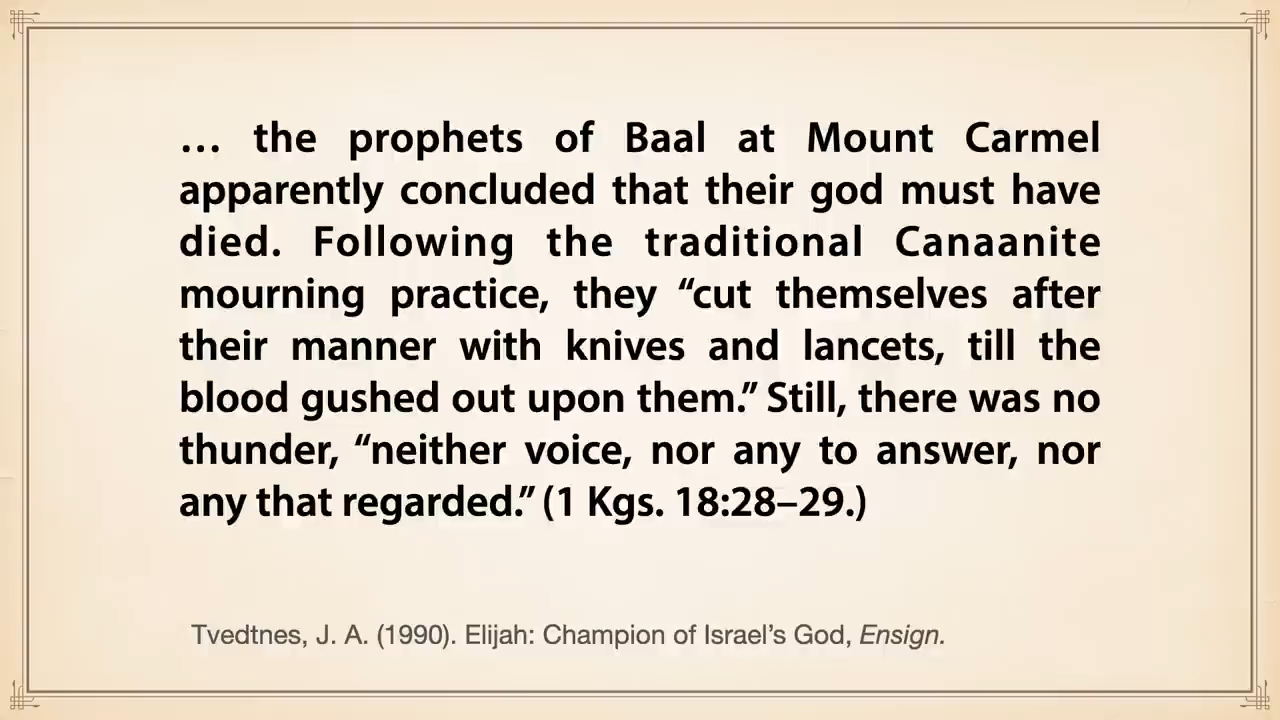 … the prophets of Baal at Mount Carmel
apparently concluded that their god must have
died. Following the traditional Canaanite
mourning practice, they “cut themselves after
their manner with knives and lancets, till the
blood gushed out upon them.” Still, there was no
thunder, “neither voice, nor any to answer, nor
any that regarded.” (1 Kgs. 18:28–29.)
Tvedtnes, J. A. (1990). Elijah: Champion of Israel’s God, Ensign.